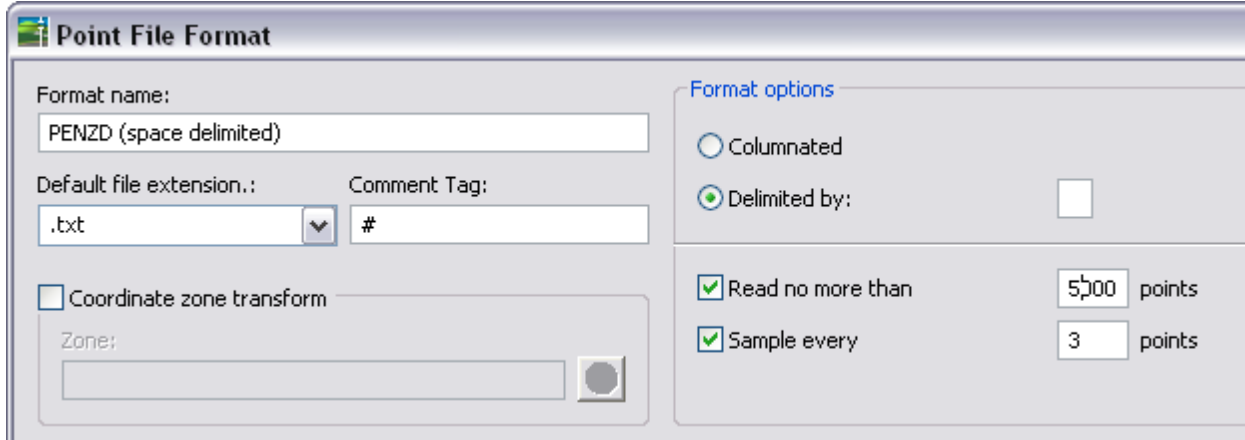 Point File Format
Format name:
PENZD (space delimited)
Default file extension.:
Comment Tag:
.txt
#
Coordinate zone transform
Zone:
Format options
Columnated
Delimited by:
Read no more than
points
Sample every
3
points